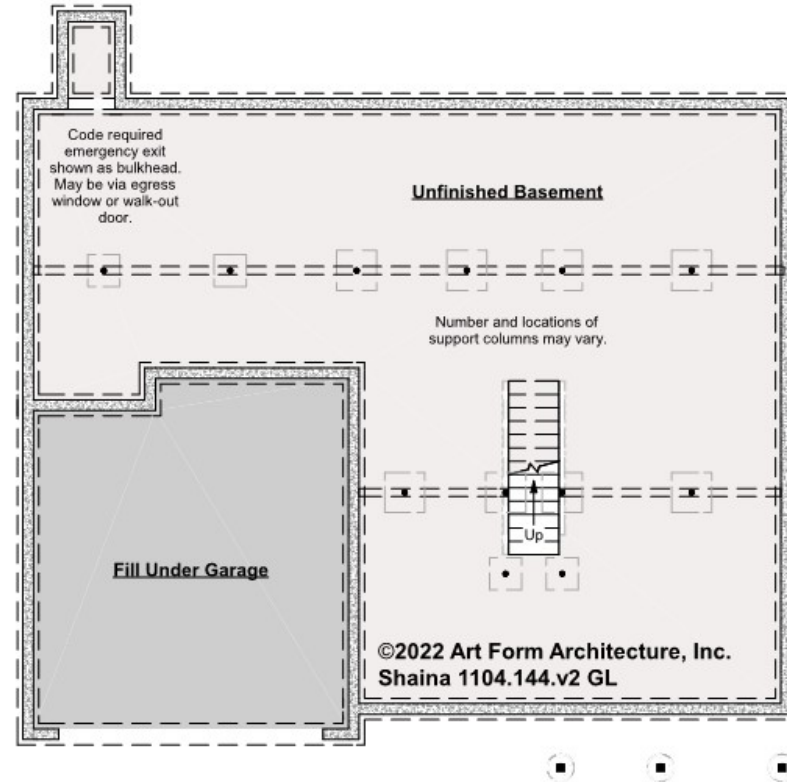 Code required
emergency exit
shown as bulkhead.
May be via egress
window or walk-out
door.
Unfinished Basement
Number and locations of
support columns may vary.
Up
Fill Under Garage
©2022 Art Form Architecture, Inc.
Shaina 1104.144.v2 GL